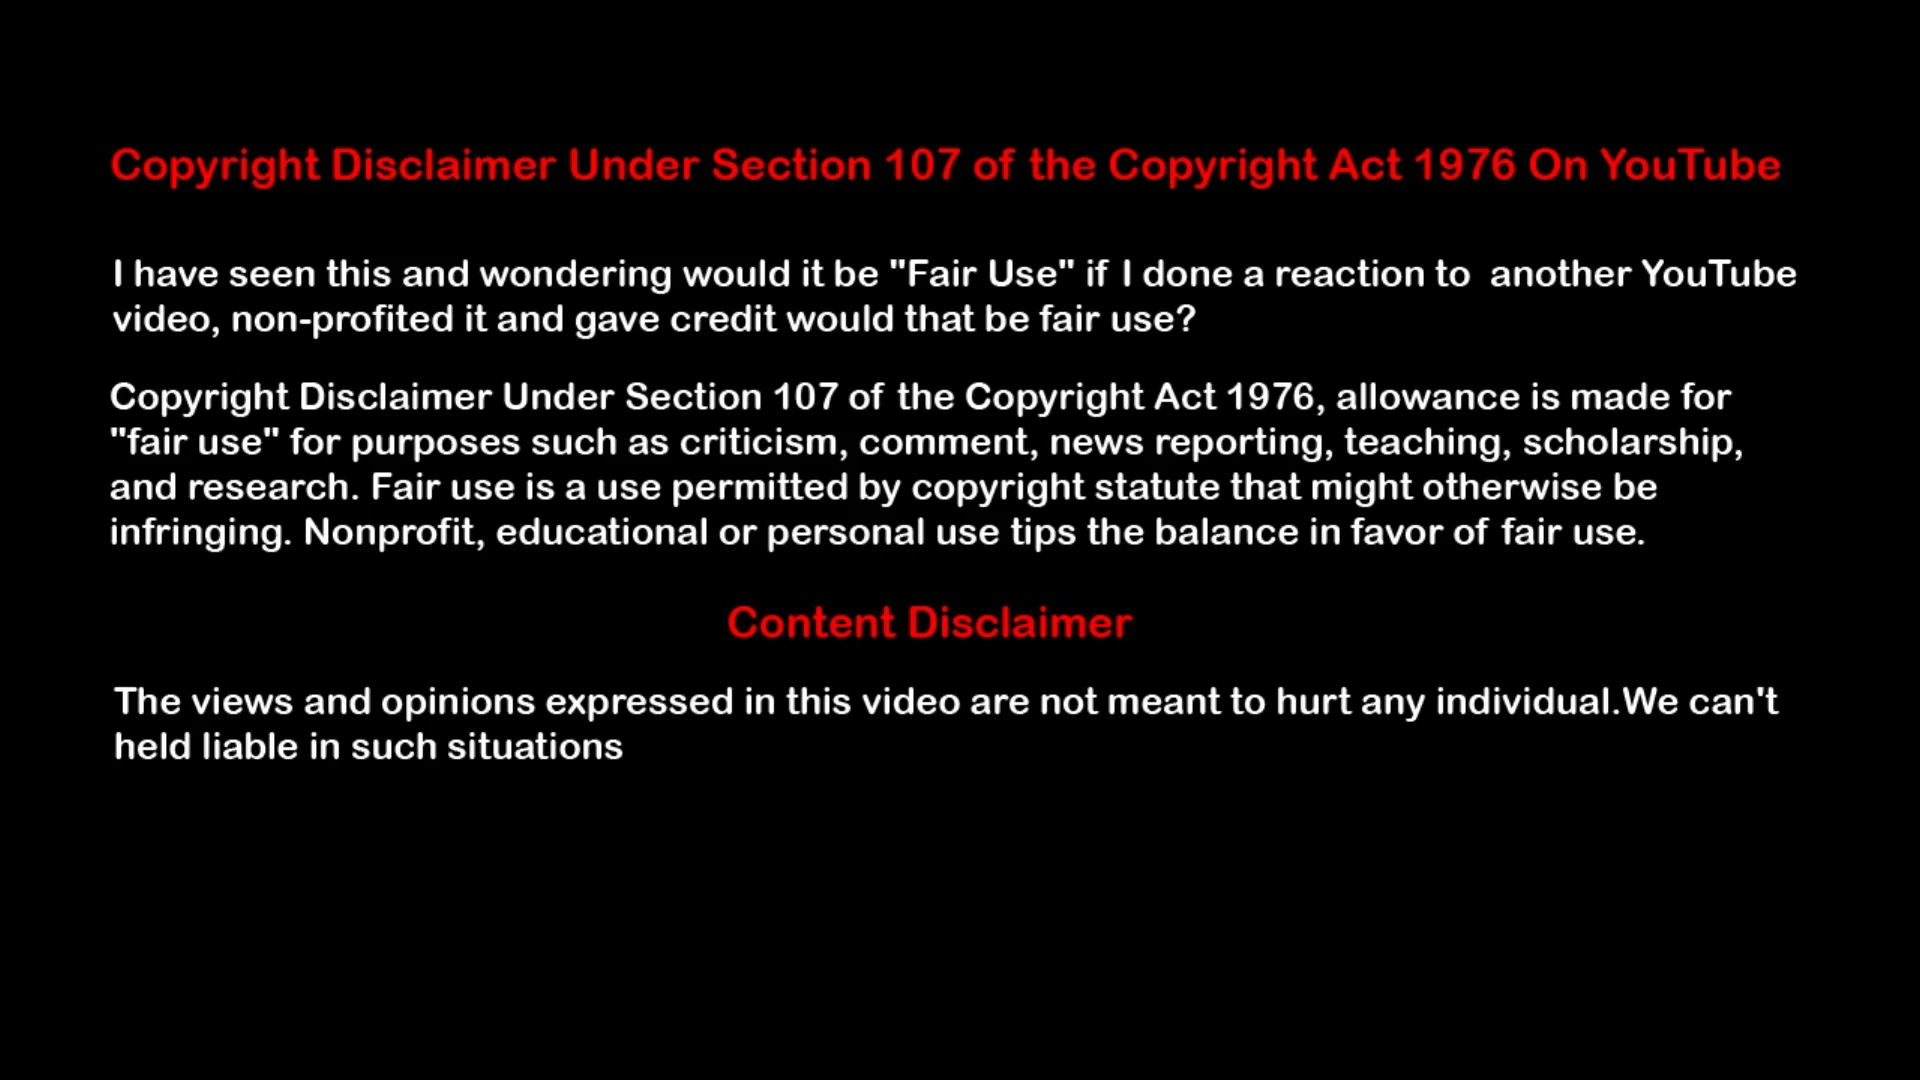 Copyright Disclaimer Under Section 107 of the Copyright Act 1976 On YouTube
I have seen this and wondering would it be "Fair Use" if I done a reaction to another YouTube
video, non-profited it and gave credit would that be fair use?
Copyright Disclaimer Under Section 107 of the Copyright Act 1976, allowance is made for
"fair use" for purposes such as criticism, comment, news reporting, teaching, scholarship,
and research. Fair use is a use permitted by copyright statute that might otherwise be
infringing. Nonprofit, educational or personal use tips the balance in favor of fair use.
Content Disclaimer
The views and opinions expressed in this video are not meant to hurt any individual.We can't
held liable in such situations